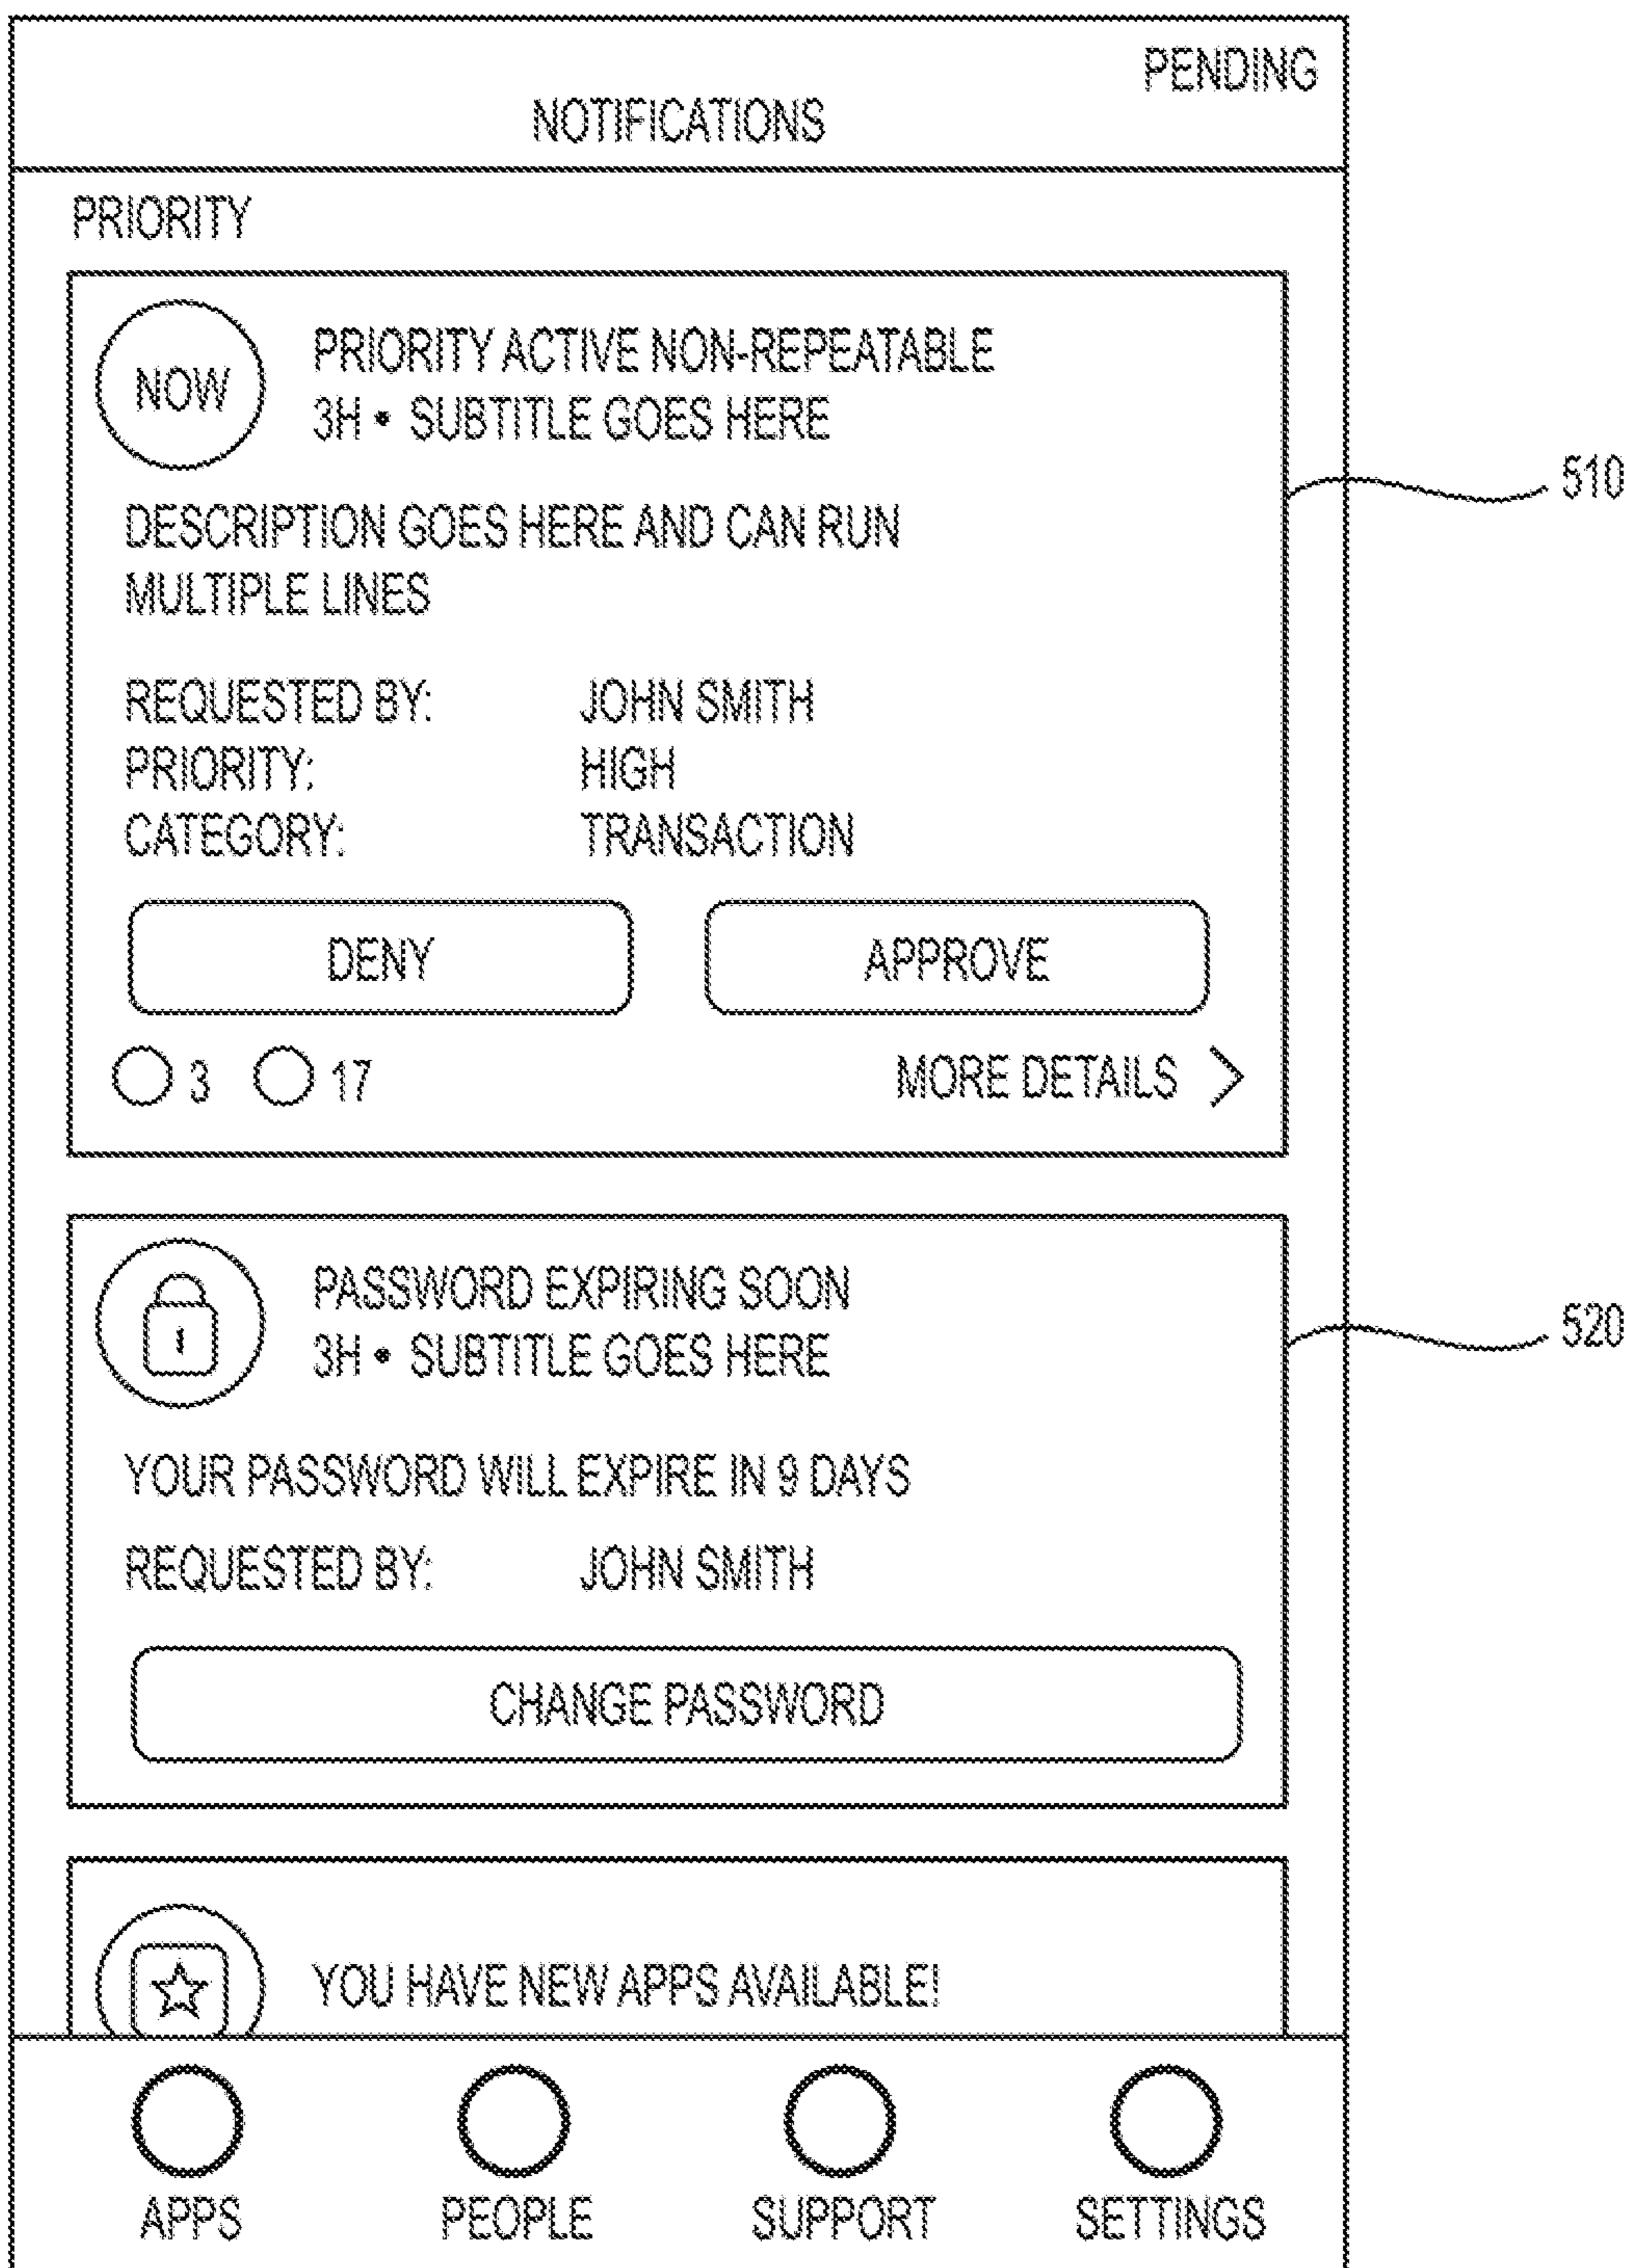 PENDING
NOTIFICATIONS
PRIORITY
NOW
PRIORITY ACTIVE NON-REPEATABLE
3H • SUBTITLE GOES HERE
510
DESCRIPTION GOES HERE AND CAN RUN
MULTIPLE LINES
REQUESTED BY: JOHN SMITH
PRIORITY: HIGH
CATEGORY: TRANSACTION
DENY APPROVE
3 17 MORE DETAILS >
PASSWORD EXPIRING SOON
3H • SUBTITLE GOES HERE
520
YOUR PASSWORD WILL EXPIRE IN 9 DAYS
REQUESTED BY: JOHN SMITH
CHANGE PASSWORD
YOU HAVE NEW APPS AVAILABLE!
APPS PEOPLE SUPPORT SETTINGS